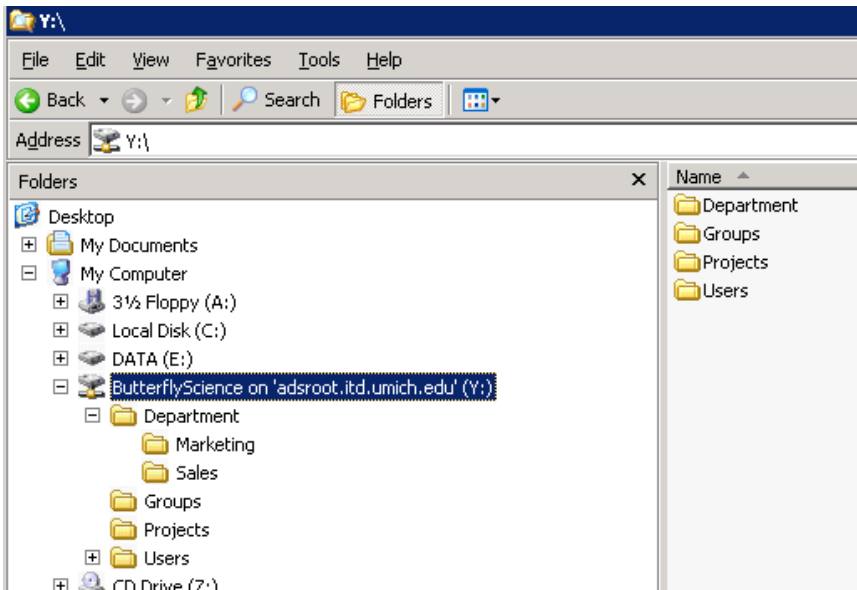 Y:\
File Edit View Favorites Tools Help
Back Search Folders
Address Y:\
Folders
Desktop
My Documents
My Computer
3½ Floppy (A:)
Local Disk (C:)
DATA (E:)
ButterflyScience on 'adsroot.itd.umich.edu' (Y:)
Department
Marketing
Sales
Groups
Projects
Users
CD Drive (Z:)
Name
Department
Groups
Projects
Users